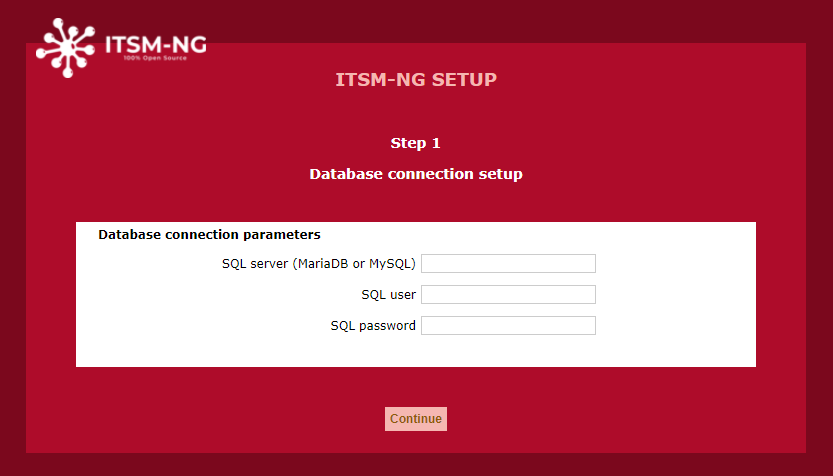 ITSM-NG
100% Open Source
ITSM-NG SETUP
Step 1
Database connection setup
Database connection parameters
SQL server (MariaDB or MySQL)
SQL user
SQL password
Continue